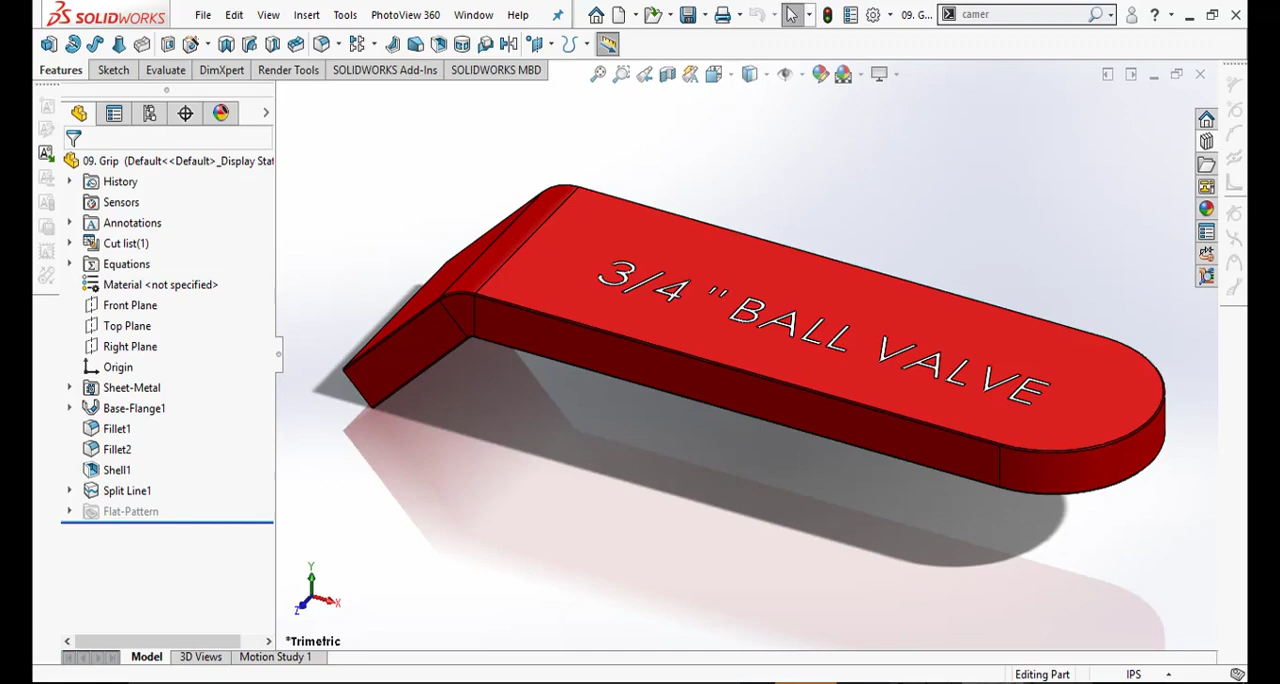 SOLIDWORKS
File Edit View Insert Tools PhotoView 360 Window Help
09. G...
camer
?
Features Sketch Evaluate DimXpert Render Tools SOLIDWORKS Add-Ins SOLIDWORKS MBD
09. Grip (Default<<Default>_Display Stat
History
Sensors
Annotations
Cut list(1)
Equations
Material <not specified>
Front Plane
Top Plane
Right Plane
Origin
Sheet-Metal
Base-Flange1
Fillet1
Fillet2
Shell1
Split Line1
Flat-Pattern
3/4 "BALL VALVE
Y
X
Z
*Trimetric
Model 3D Views Motion Study 1
Editing Part IPS